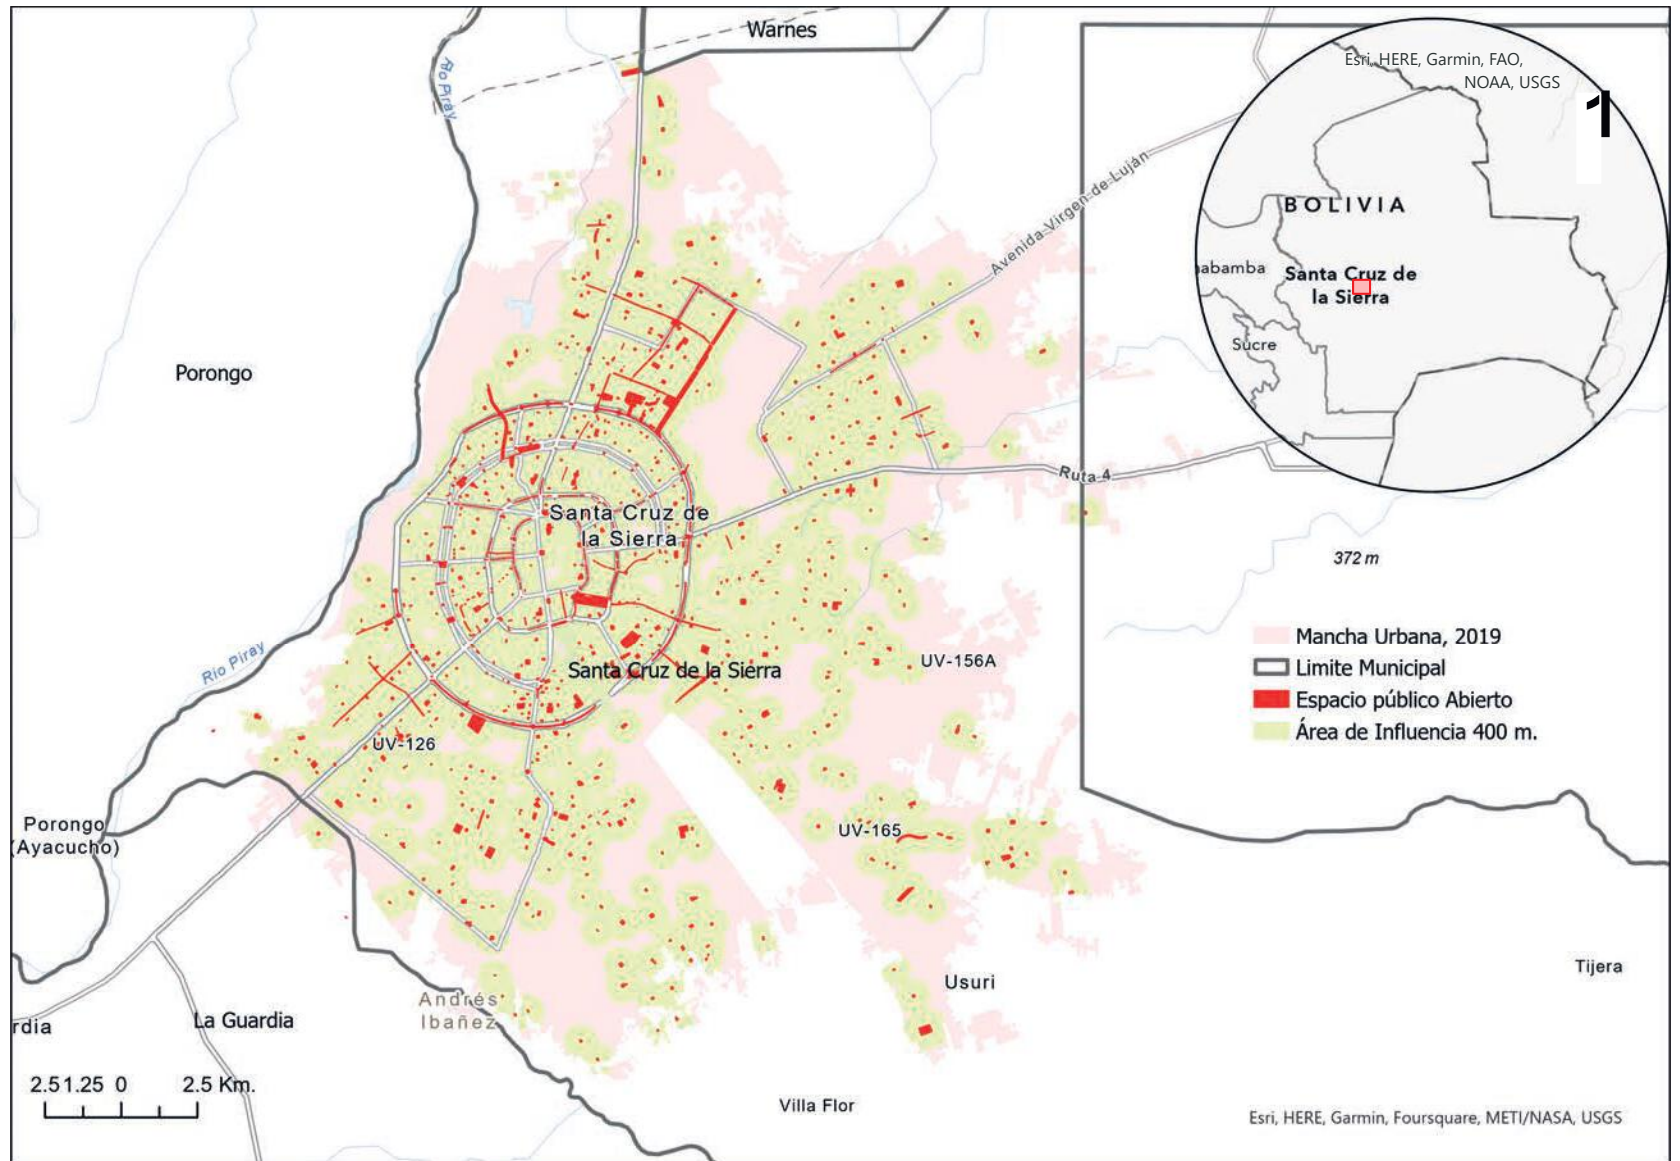 Warnes
Río Piray
Esri, HERE, Garmin, FAO,
NOAA, USGS
1
BOLIVIA
abamba
Santa Cruz de
la Sierra
Sucre
Avenida Virgen de Luján
Porongo
Ruta 4
Santa Cruz de
la Sierra
372 m
Mancha Urbana, 2019
Limite Municipal
Espacio público Abierto
Área de Influencia 400 m.
Río Piray
Santa Cruz de la Sierra
UV-156A
UV-126
Porongo
(Ayacucho)
UV-165
Usuri
Tijera
Andrés
Ibañez
rdia
La Guardia
2.5 1.25 0 2.5 Km.
Villa Flor
Esri, HERE, Garmin, Foursquare, METI/NASA, USGS